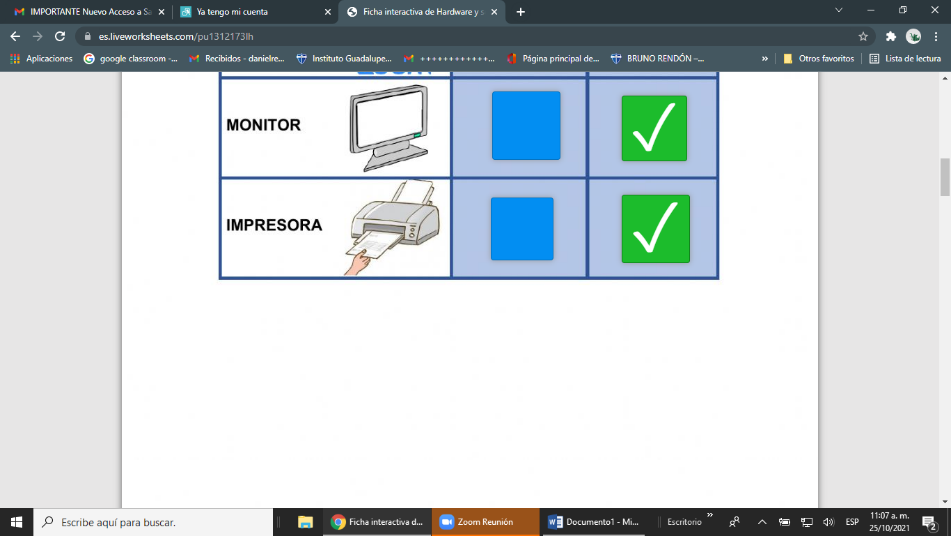 IMPORTANTE Nuevo Acceso a Sa
Ya tengo mi cuenta
Ficha interactiva de Hardware y s
es.liveworksheets.com/pu1312173lh
Aplicaciones
google classroom -...
Recibidos - danielre...
Instituto Guadalupe...
++++++++++++...
Página principal de...
BRUNO RENDÓN –...
»
Otros favoritos
Lista de lectura
MONITOR
IMPRESORA
Escribe aquí para buscar.
Ficha interactiva d...
Zoom Reunión
Documento1 - Mi...
Escritorio
»
ESP
11:07 a. m.
25/10/2021
2